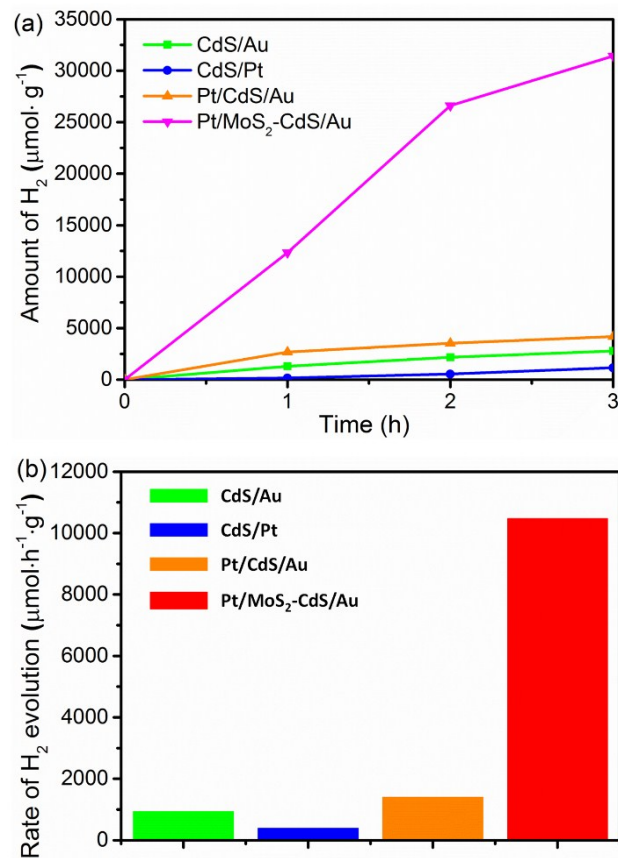 (a)
35000
30000
25000
20000
15000
10000
5000
0
Amount of H₂ (μmol· g⁻¹)
CdS/Au
CdS/Pt
Pt/CdS/Au
Pt/MoS₂-CdS/Au
0 1 2 3
Time (h)
(b)
12000
10000
8000
6000
4000
2000
0
Rate of H₂ evolution (μmol·h⁻¹·g⁻¹)
CdS/Au
CdS/Pt
Pt/CdS/Au
Pt/MoS₂-CdS/Au